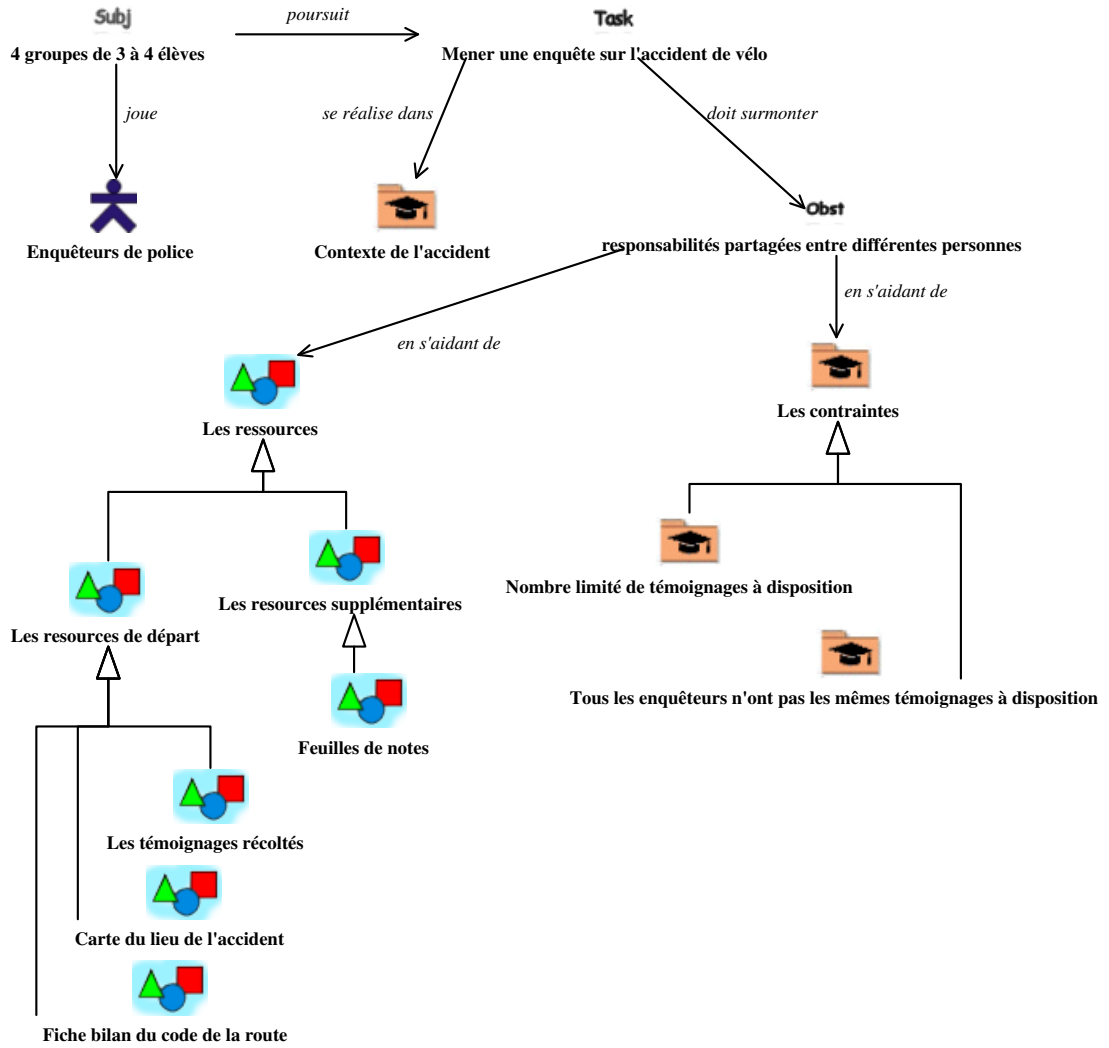 Subj
poursuit
Task
4 groupes de 3 à 4 élèves
Mener une enquête sur l'accident de vélo
joue
se réalise dans
doit surmonter
Obst
Enquêteurs de police
Contexte de l'accident
responsabilités partagées entre différentes personnes
en s'aidant de
en s'aidant de
Les ressources
Les contraintes
Nombre limité de témoignages à disposition
Les resources supplémentaires
Les resources de départ
Tous les enquêteurs n'ont pas les mêmes témoignages à disposition
Feuilles de notes
Les témoignages récoltés
Carte du lieu de l'accident
Fiche bilan du code de la route